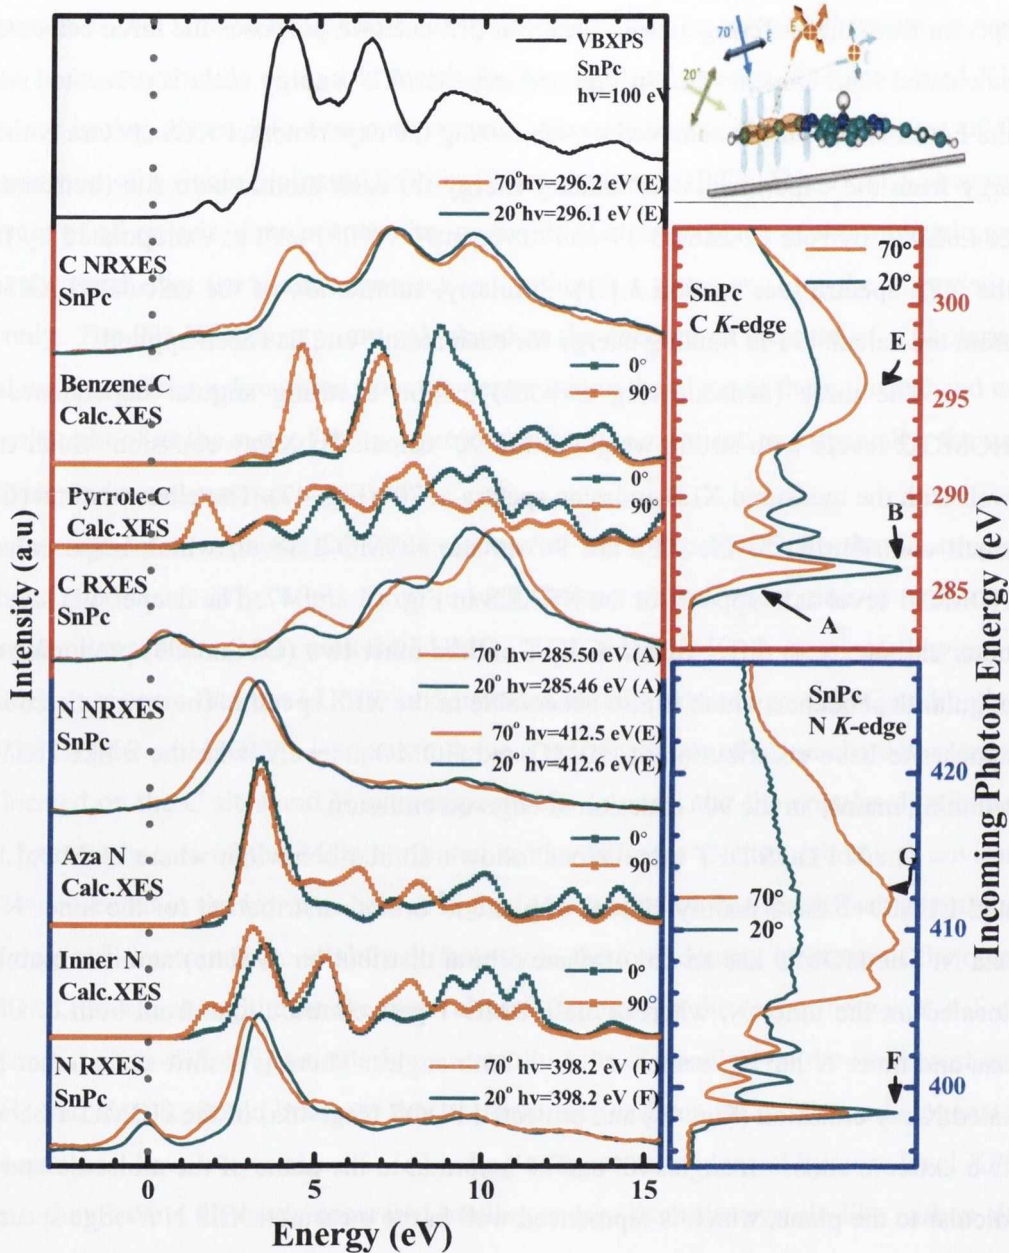 VBXPS
SnPc
hν=100 eV
70° hν=296.2 eV (E)
20° hν=296.1 eV (E)
C NRXES
SnPc
Benzene C
Calc.XES
0°
90°
Pyrrole C
Calc.XES
0°
90°
C RXES
SnPc
70° hν=285.50 eV (A)
20° hν=285.46 eV (A)
N NRXES
SnPc
70° hν=412.5 eV(E)
20° hν=412.6 eV(E)
Aza N
Calc.XES
0°
90°
Inner N
Calc.XES
0°
90°
N RXES
SnPc
70° hν=398.2 eV (F)
20° hν=398.2 eV (F)
0 5 10 15
Energy (eV)
Intensity (a.u)
70°
20°
E
70°
20°
SnPc
C K-edge
300
E
295
290
B
285
A
SnPc
N K-edge
420
G
70°
20°
410
F
400
Incoming Photon Energy (eV)